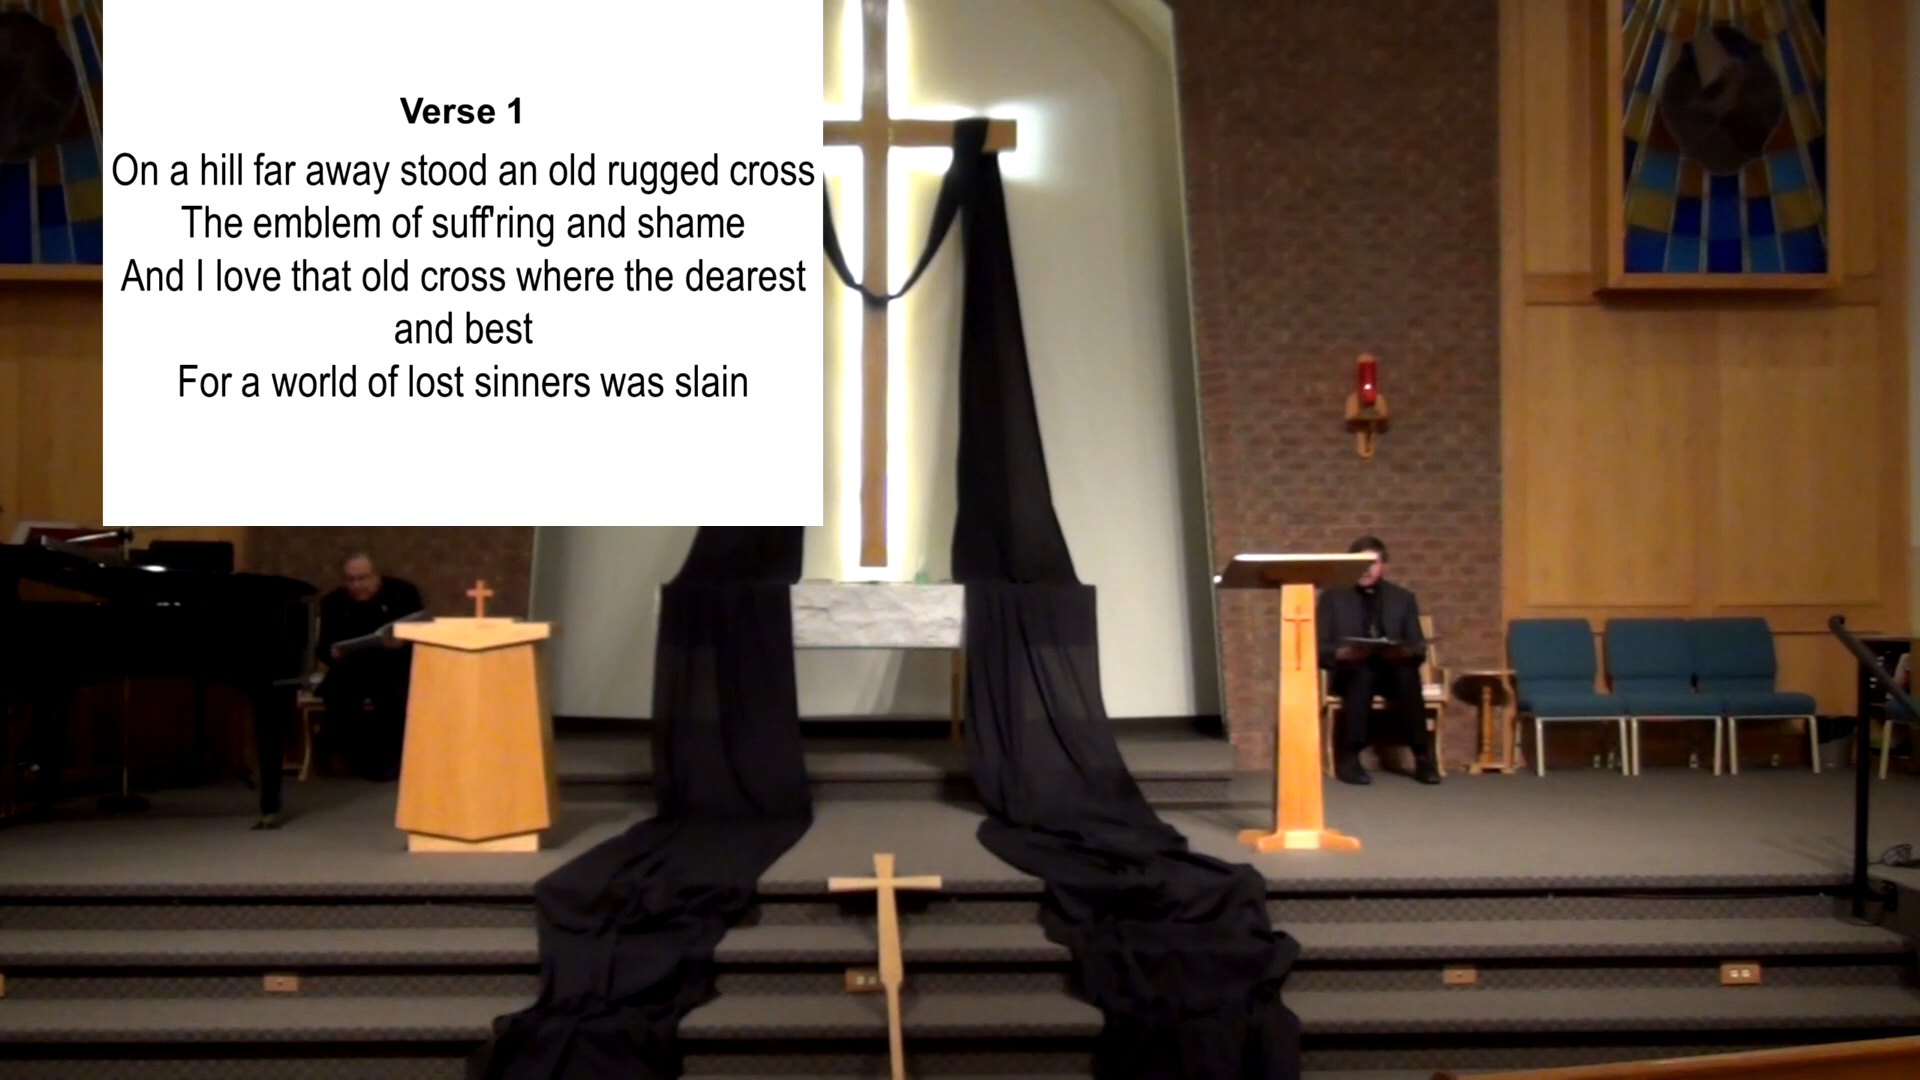 Verse 1
On a hill far away stood an old rugged cross
The emblem of suff'ring and shame
And I love that old cross where the dearest
and best
For a world of lost sinners was slain